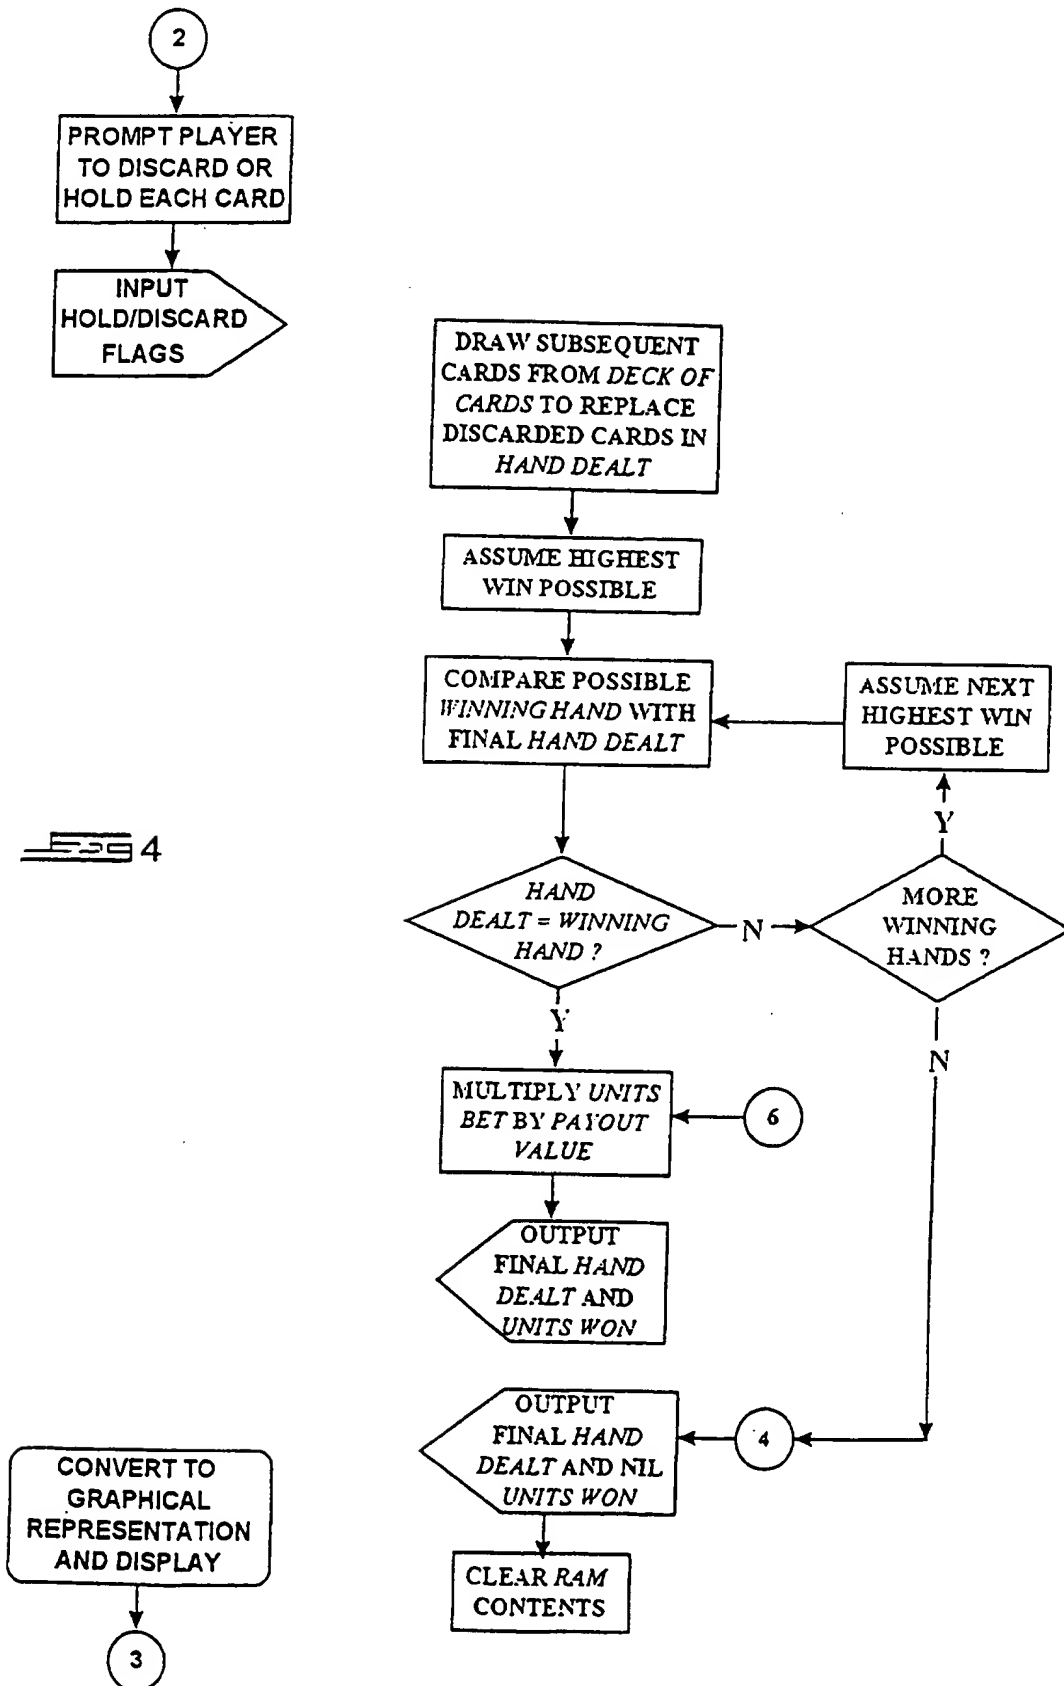 2
PROMPT PLAYER
TO DISCARD OR
HOLD EACH CARD
INPUT
HOLD/DISCARD
FLAGS
DRAW SUBSEQUENT
CARDS FROM DECK OF
CARDS TO REPLACE
DISCARDED CARDS IN
HAND DEALT
ASSUME HIGHEST
WIN POSSIBLE
COMPARE POSSIBLE
WINNING HAND WITH
FINAL HAND DEALT
ASSUME NEXT
HIGHEST WIN
POSSIBLE
Y
Fig 4
HAND
DEALT = WINNING
HAND ?
N
MORE
WINNING
HANDS ?
Y
N
MULTIPLY UNITS
BET BY PAYOUT
VALUE
6
OUTPUT
FINAL HAND
DEALT AND
UNITS WON
OUTPUT
FINAL HAND
DEALT AND NIL
UNITS WON
4
CONVERT TO
GRAPHICAL
REPRESENTATION
AND DISPLAY
CLEAR RAM
CONTENTS
3